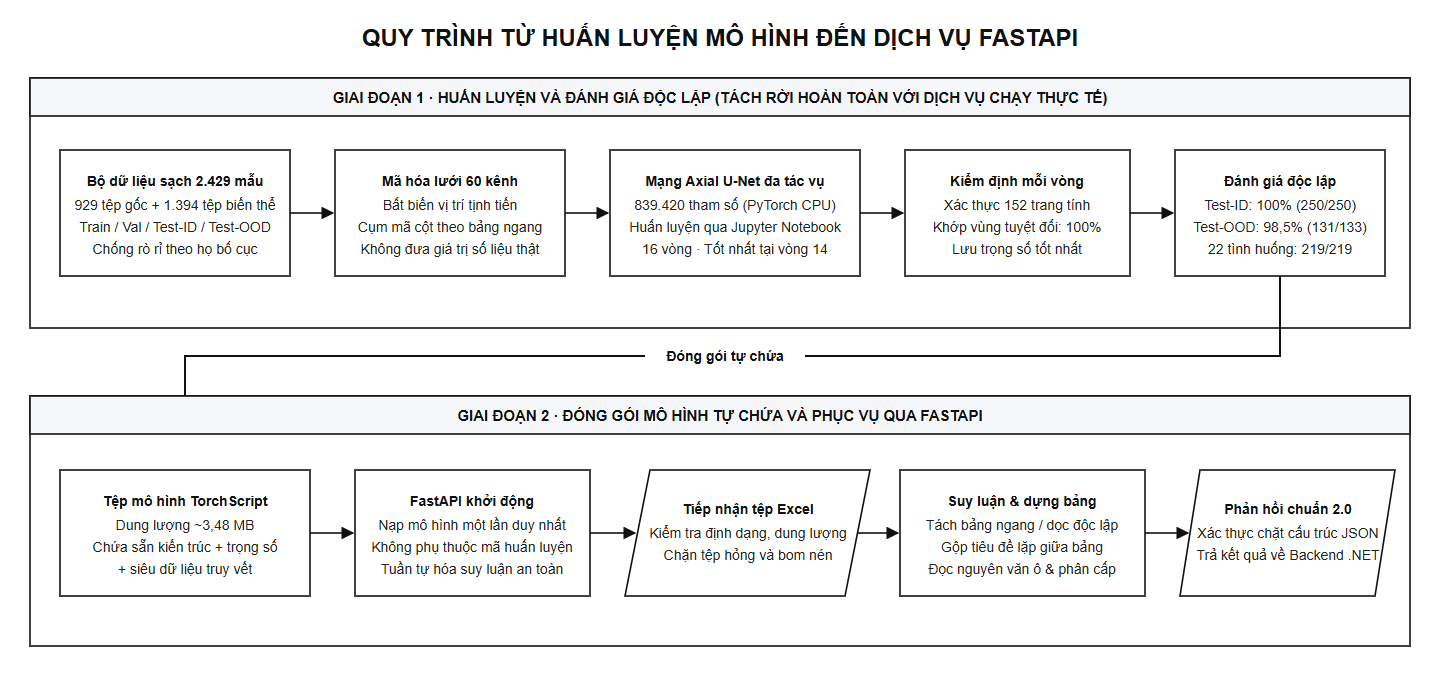 QUY TRÌNH TỪ HUẤN LUYỆN MÔ HÌNH ĐẾN DỊCH VỤ FASTAPI
GIAI ĐOẠN 1 · HUẤN LUYỆN VÀ ĐÁNH GIÁ ĐỘC LẬP (TÁCH RỜI HOÀN TOÀN VỚI DỊCH VỤ CHẠY THỰC TẾ)
Bộ dữ liệu sạch 2.429 mẫu
929 tệp gốc + 1.394 tệp biến thể
Train / Val / Test-ID / Test-OOD
Chống rò rỉ theo họ bố cục
Mã hóa lưới 60 kênh
Bất biến vị trí tịnh tiến
Cụm mã cột theo bảng ngang
Không đưa giá trị số liệu thật
Mạng Axial U-Net đa tác vụ
839.420 tham số (PyTorch CPU)
Huấn luyện qua Jupyter Notebook
16 vòng · Tốt nhất tại vòng 14
Kiểm định mỗi vòng
Xác thực 152 trang tính
Khớp vùng tuyệt đối: 100%
Lưu trọng số tốt nhất
Đánh giá độc lập
Test-ID: 100% (250/250)
Test-OOD: 98,5% (131/133)
22 tình huống: 219/219
Đóng gói tự chứa
GIAI ĐOẠN 2 · ĐÓNG GÓI MÔ HÌNH TỰ CHỨA VÀ PHỤC VỤ QUA FASTAPI
Tệp mô hình TorchScript
Dung lượng ~3,48 MB
Chứa sẵn kiến trúc + trọng số
+ siêu dữ liệu truy vết
FastAPI khởi động
Nạp mô hình một lần duy nhất
Không phụ thuộc mã huấn luyện
Tuần tự hóa suy luận an toàn
Tiếp nhận tệp Excel
Kiểm tra định dạng, dung lượng
Chặn tệp hỏng và bom nén
Suy luận & dựng bảng
Tách bảng ngang / dọc độc lập
Gộp tiêu đề lặp giữa bảng
Đọc nguyên văn ô & phân cấp
Phản hồi chuẩn 2.0
Xác thực chặt cấu trúc JSON
Trả kết quả về Backend .NET